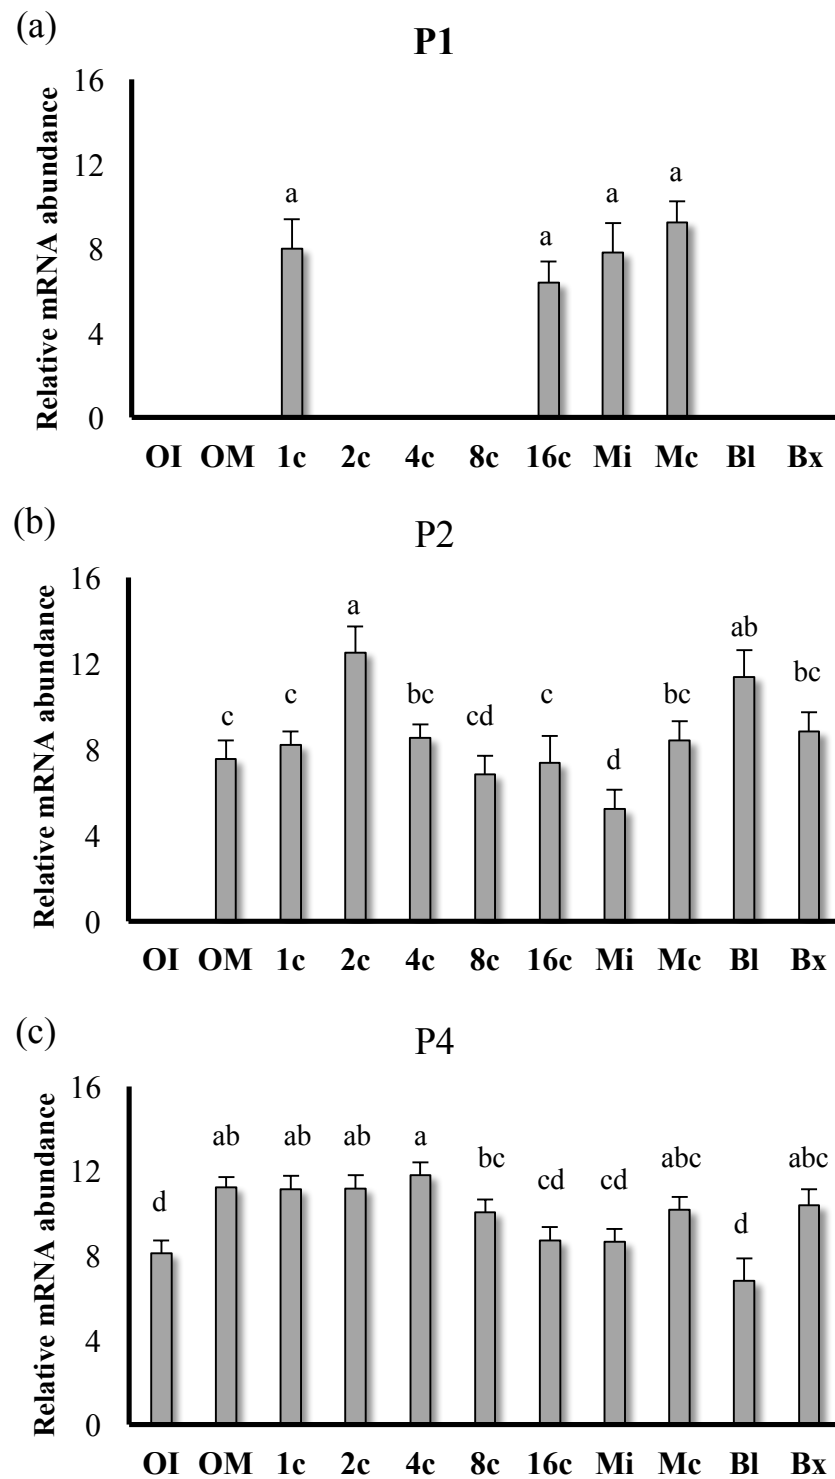 (a)
P1
Relative mRNA abundance
16
12
8
4
0
a
a
a
a
OI OM 1c 2c 4c 8c 16c Mi Mc Bl Bx
(b)
P2
Relative mRNA abundance
16
12
8
4
0
c
c
a
bc
cd
c
d
bc
ab
bc
OI OM 1c 2c 4c 8c 16c Mi Mc Bl Bx
(c)
P4
Relative mRNA abundance
16
12
8
4
0
d
ab
ab
ab
a
bc
cd
cd
abc
d
abc
OI OM 1c 2c 4c 8c 16c Mi Mc Bl Bx